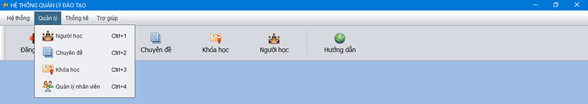 HỆ THỐNG QUẢN LÝ ĐÀO TẠO
Hệ thống Quản lý Thống kê Trợ giúp
Người học Ctrl+1
Chuyên đề Ctrl+2
Khóa học Ctrl+3
Quản lý nhân viên Ctrl+4
Đăng Chuyên đề Khóa học Người học Hướng dẫn